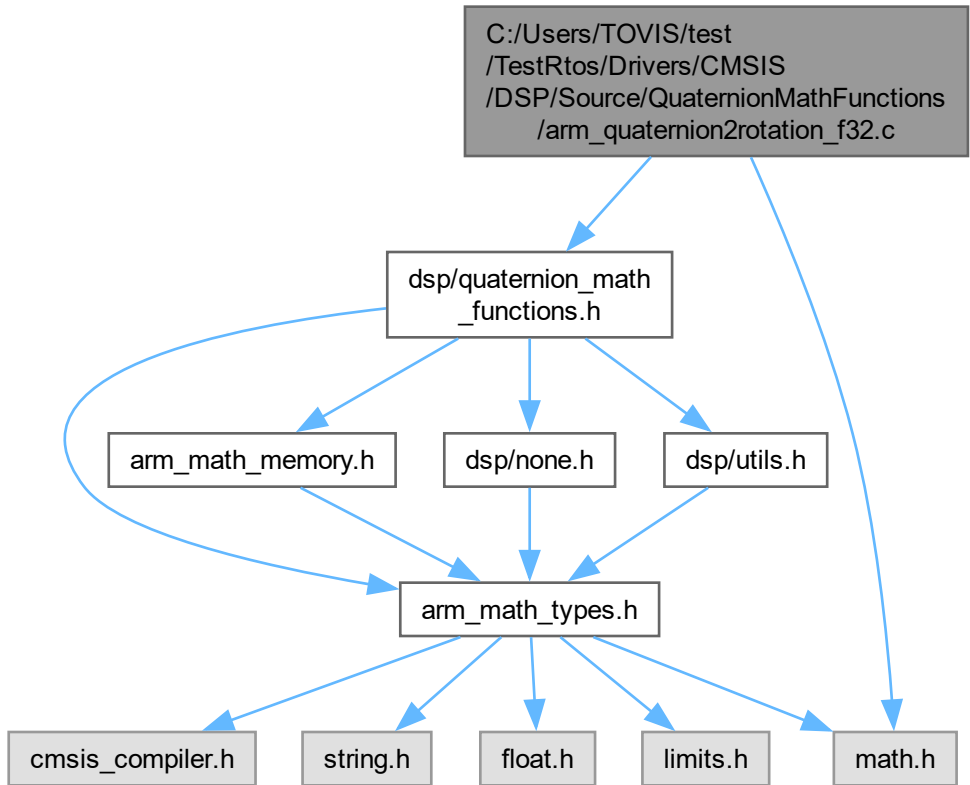 C:/Users/TOVIS/test
/TestRtos/Drivers/CMSIS
/DSP/Source/QuaternionMathFunctions
/arm_quaternion2rotation_f32.c
dsp/quaternion_math
_functions.h
arm_math_memory.h
dsp/none.h
dsp/utils.h
arm_math_types.h
cmsis_compiler.h
string.h
float.h
limits.h
math.h